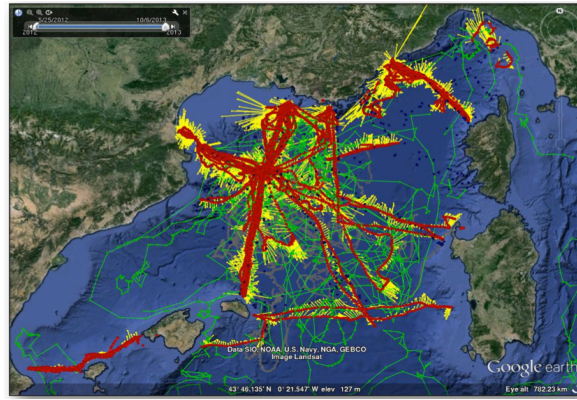 5/25/2012 10/6/2013
2012 2013
N
Data SIO, NOAA, U.S. Navy, NGA, GEBCO
Image Landsat
Google earth
43° 46.135' N 0° 21.547' W elev 127 m
Eye alt 782.23 km